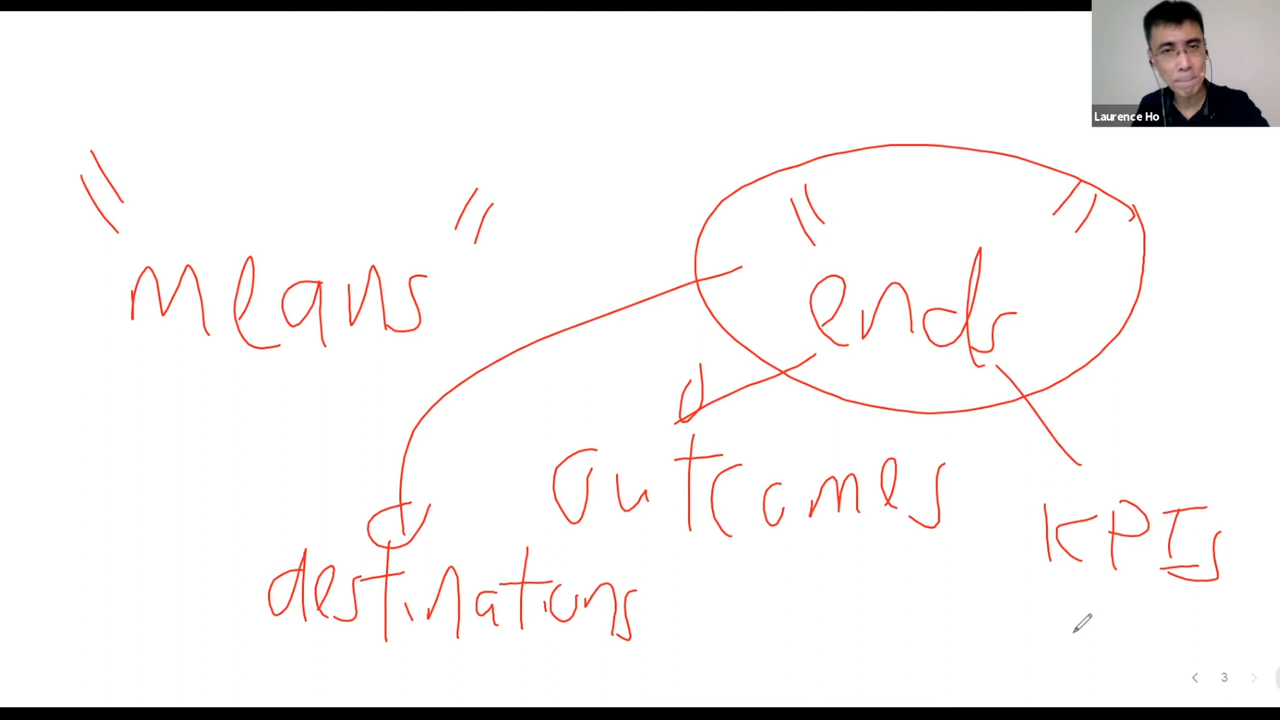 Laurence Ho
"means" "ends"
outcomes
KPIs
destinations
3